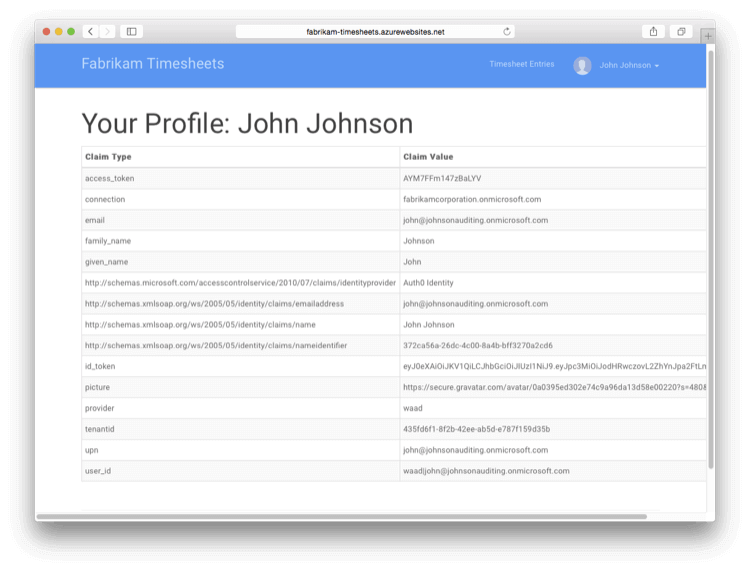 fabrikam-timesheets.azurewebsites.net
Fabrikam Timesheets Timesheet Entries John Johnson
Your Profile: John Johnson
Claim Type Claim Value
access_token AYM7FFm147zBaLYV
connection fabrikamcorporation.onmicrosoft.com
email john@johnsonauditing.onmicrosoft.com
family_name Johnson
given_name John
http://schemas.microsoft.com/accesscontrolservice/2010/07/claims/identityprovider Auth0 Identity
http://schemas.xmlsoap.org/ws/2005/05/identity/claims/emailaddress john@johnsonauditing.onmicrosoft.com
http://schemas.xmlsoap.org/ws/2005/05/identity/claims/name John Johnson
http://schemas.xmlsoap.org/ws/2005/05/identity/claims/nameidentifier 372ca56a-26dc-4c00-8a4b-bff3270a2cd6
id_token eyJ0eXAiOiJKV1QiLCJhbGciOiJIUzI1NiJ9.eyJpc3MiOiJodHRwczovL2ZhYnJpa2FtLm
picture https://secure.gravatar.com/avatar/0a0395ed302e74c9a96da13d58e00220?s=480&
provider waad
tenantid 435fd6f1-8f2b-42ee-ab5d-e787f159d35b
upn john@johnsonauditing.onmicrosoft.com
user_id waad|john@johnsonauditing.onmicrosoft.com